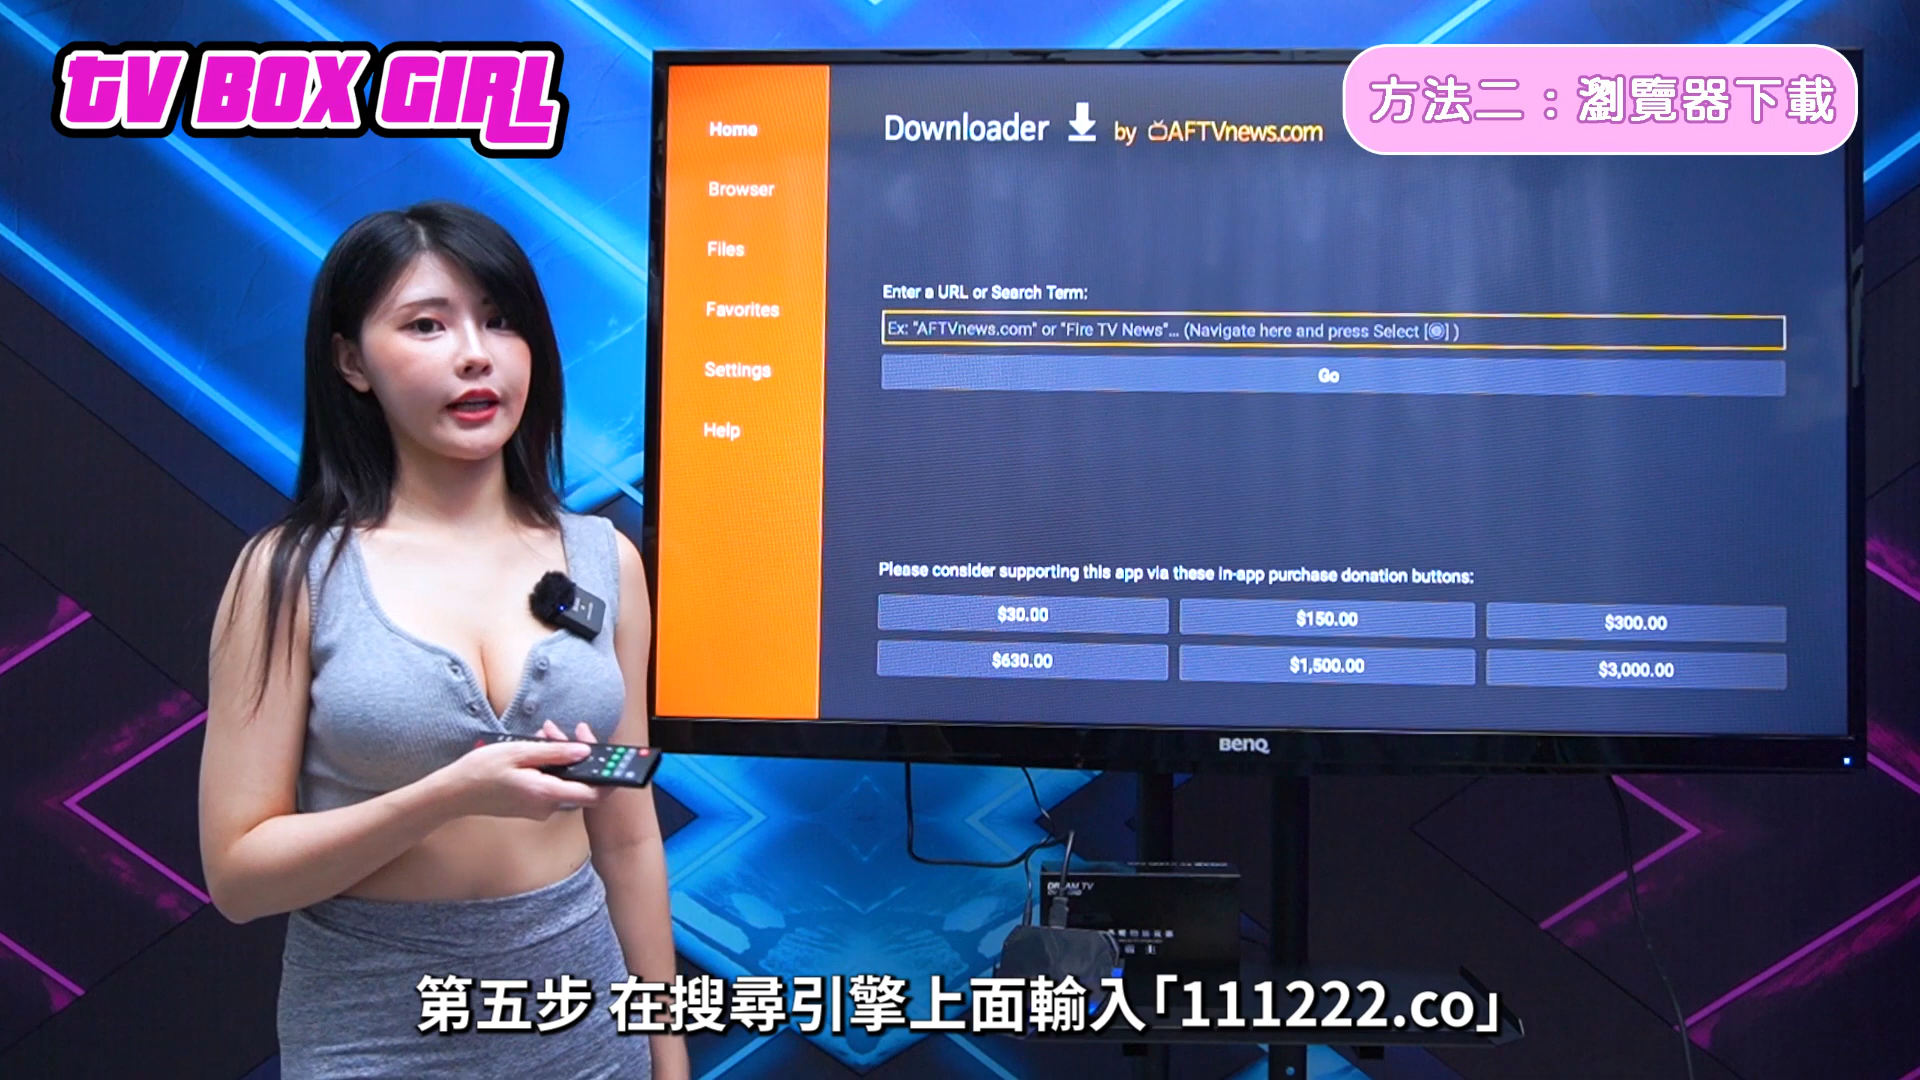 TV BOX GIRL
方法二：瀏覽器下載
Home
Browser
Files
Favorites
Settings
Help
Downloader by AFTVnews.com
Enter a URL or Search Term:
Ex: "AFTVnews.com" or "Fire TV News"... (Navigate here and press Select [◉] )
Go
Please consider supporting this app via these in-app purchase donation buttons:
$30.00 $150.00 $300.00
$630.00 $1,500.00 $3,000.00
BenQ
DREAM TV
第五步 在搜尋引擎上面輸入「111222.co」